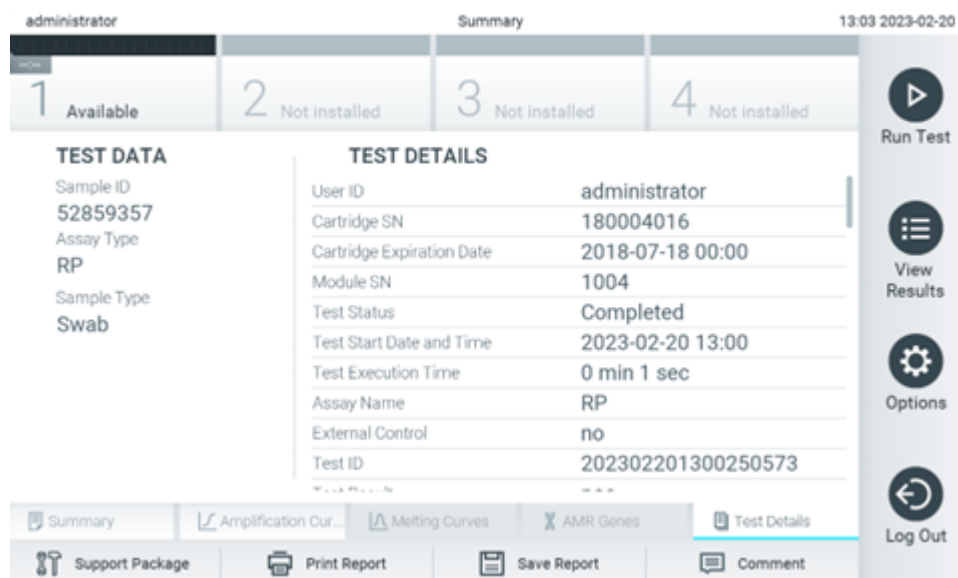 administrator Summary 13:03 2023-02-20
1 Available 2 Not installed 3 Not installed 4 Not installed
Run Test
View Results
Options
Log Out
TEST DATA
Sample ID
52859357
Assay Type
RP
Sample Type
Swab
TEST DETAILS
User ID administrator
Cartridge SN 180004016
Cartridge Expiration Date 2018-07-18 00:00
Module SN 1004
Test Status Completed
Test Start Date and Time 2023-02-20 13:00
Test Execution Time 0 min 1 sec
Assay Name RP
External Control no
Test ID 202302201300250573
Summary Amplification Cur... Melting Curves AMR Genes Test Details
Support Package Print Report Save Report Comment